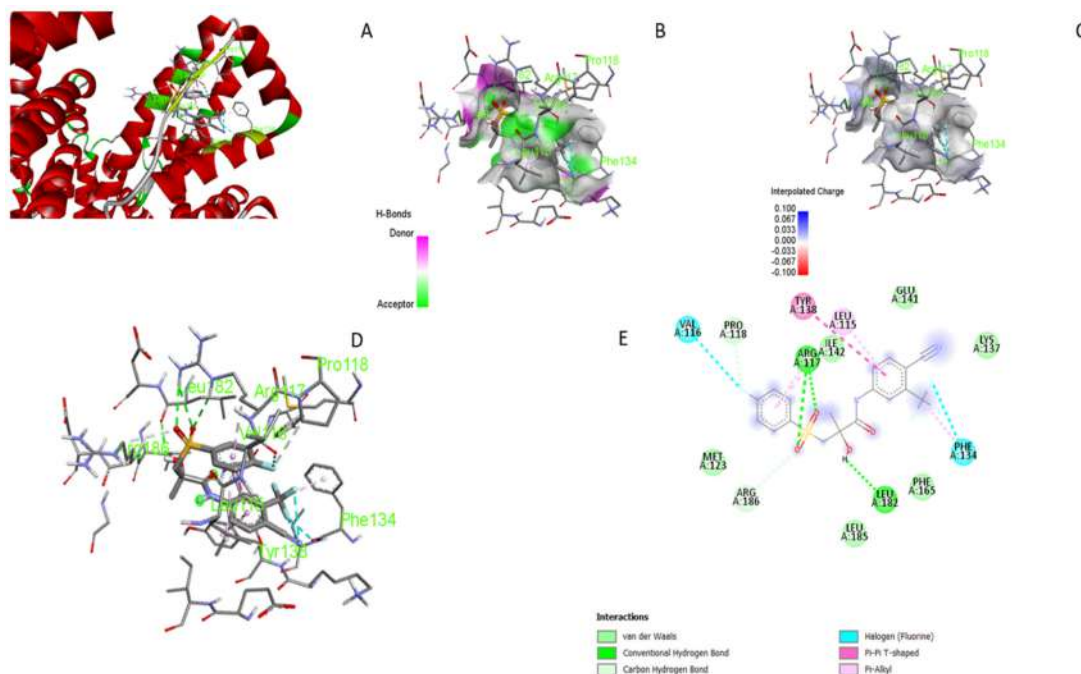 A
B
C
Pro118
Phe134
Pro118
Phe134
H-Bonds
Donor
Acceptor
Interpolated Charge
0.100
0.067
0.033
0.000
-0.033
-0.067
-0.100
D
Pro118
Leu182
Arg117
Phe134
Tyr138
E
GLU
A:141
TYR
A:138
LEU
A:115
VAL
A:116
PRO
A:118
ILE
A:142
LYS
A:137
ARG
A:117
PHE
A:134
MET
A:123
ARG
A:186
H
LEU
A:182
PHE
A:165
LEU
A:185
Interactions
van der Waals
Conventional Hydrogen Bond
Carbon Hydrogen Bond
Halogen (Fluorine)
Pi-Pi T-shaped
Pi-Alkyl